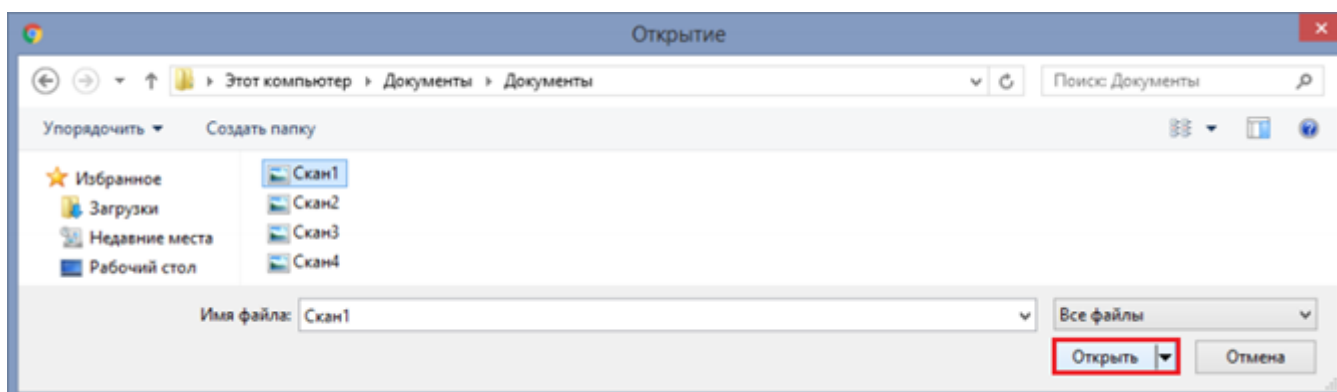 Открытие
Этот компьютер Документы Документы
Поиск: Документы
Упорядочить Создать папку
Избранное
Загрузки
Недавние места
Рабочий стол
Скан1
Скан2
Скан3
Скан4
Имя файла: Скан1
Все файлы
Открыть Отмена